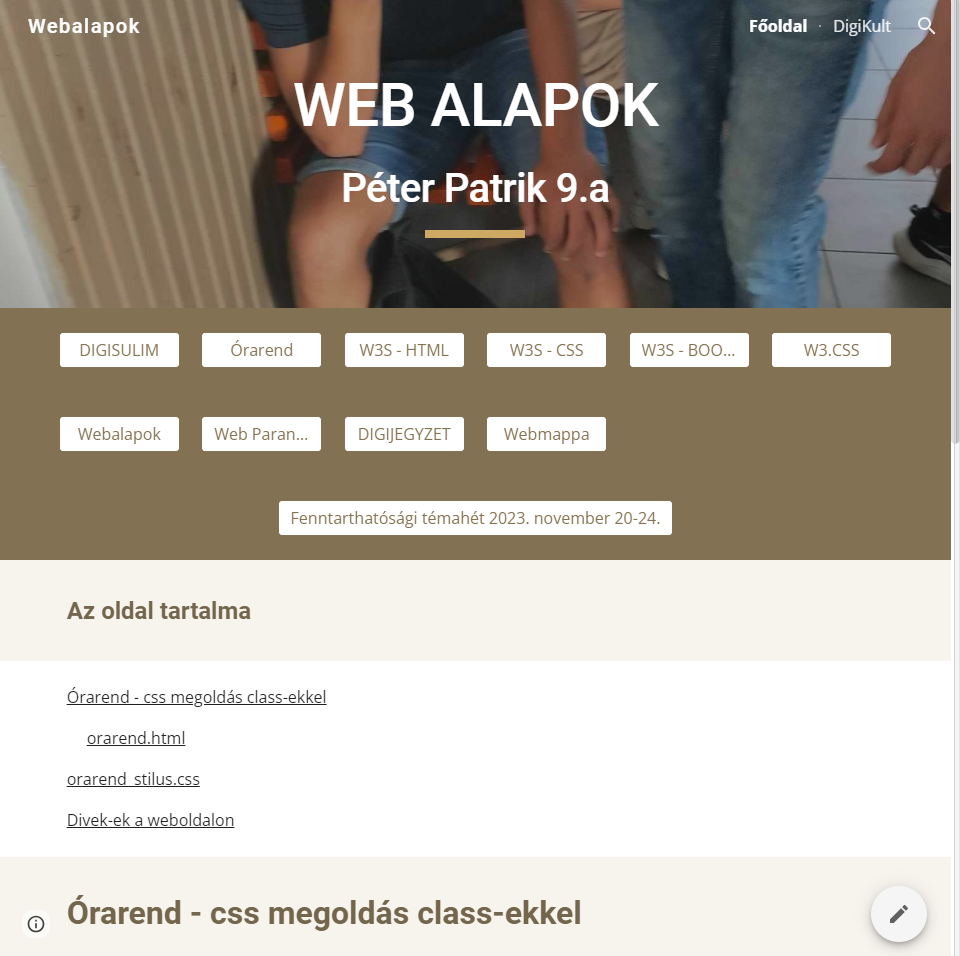 Webalapok
Főoldal · DigiKult
WEB ALAPOK
Péter Patrik 9.a
DIGISULIM Órarend W3S - HTML W3S - CSS W3S - BOO... W3.CSS
Webalapok Web Paran... DIGIJEGYZET Webmappa
Fenntarthatósági témahét 2023. november 20-24.
Az oldal tartalma
Órarend - css megoldás class-ekkel
orarend.html
orarend_stilus.css
Divek-ek a weboldalon
Órarend - css megoldás class-ekkel